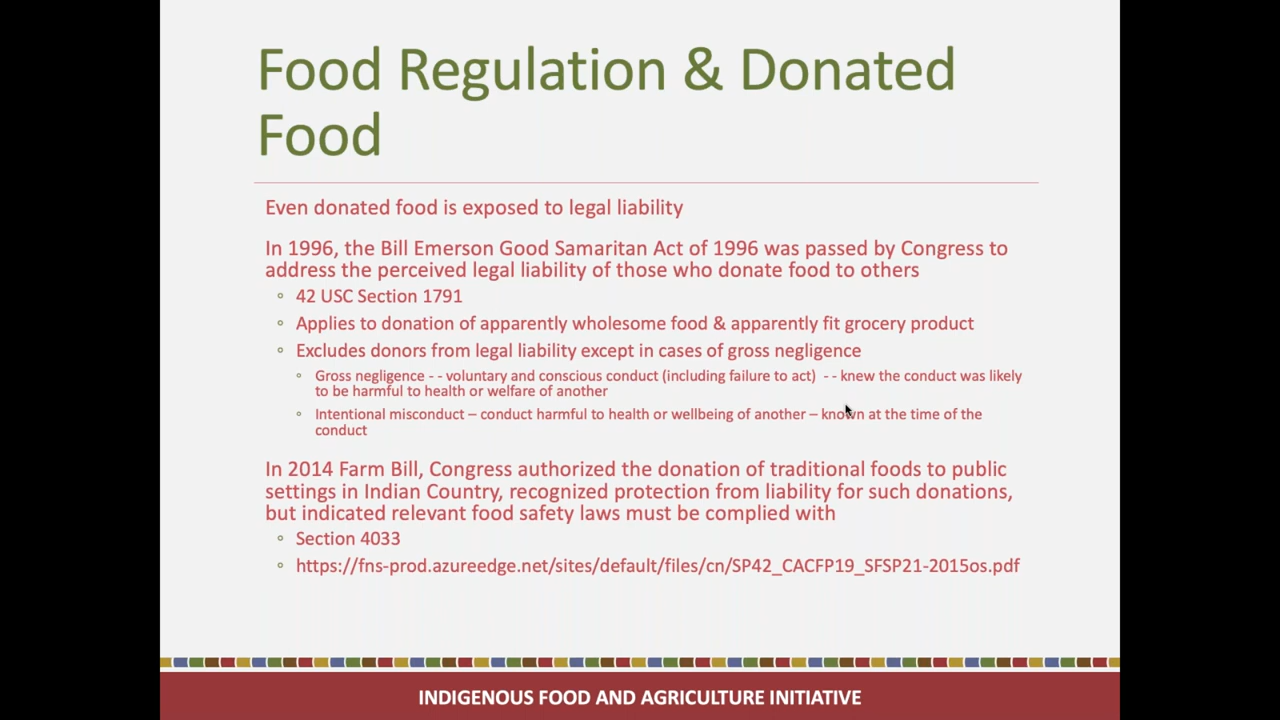 Food Regulation & Donated
Food
Even donated food is exposed to legal liability
In 1996, the Bill Emerson Good Samaritan Act of 1996 was passed by Congress to
address the perceived legal liability of those who donate food to others
◦ 42 USC Section 1791
◦ Applies to donation of apparently wholesome food & apparently fit grocery product
◦ Excludes donors from legal liability except in cases of gross negligence
◦ Gross negligence - - voluntary and conscious conduct (including failure to act) - - knew the conduct was likely
to be harmful to health or welfare of another
◦ Intentional misconduct – conduct harmful to health or wellbeing of another – known at the time of the
conduct
In 2014 Farm Bill, Congress authorized the donation of traditional foods to public
settings in Indian Country, recognized protection from liability for such donations,
but indicated relevant food safety laws must be complied with
◦ Section 4033
◦ https://fns-prod.azureedge.net/sites/default/files/cn/SP42_CACFP19_SFSP21-2015os.pdf
INDIGENOUS FOOD AND AGRICULTURE INITIATIVE